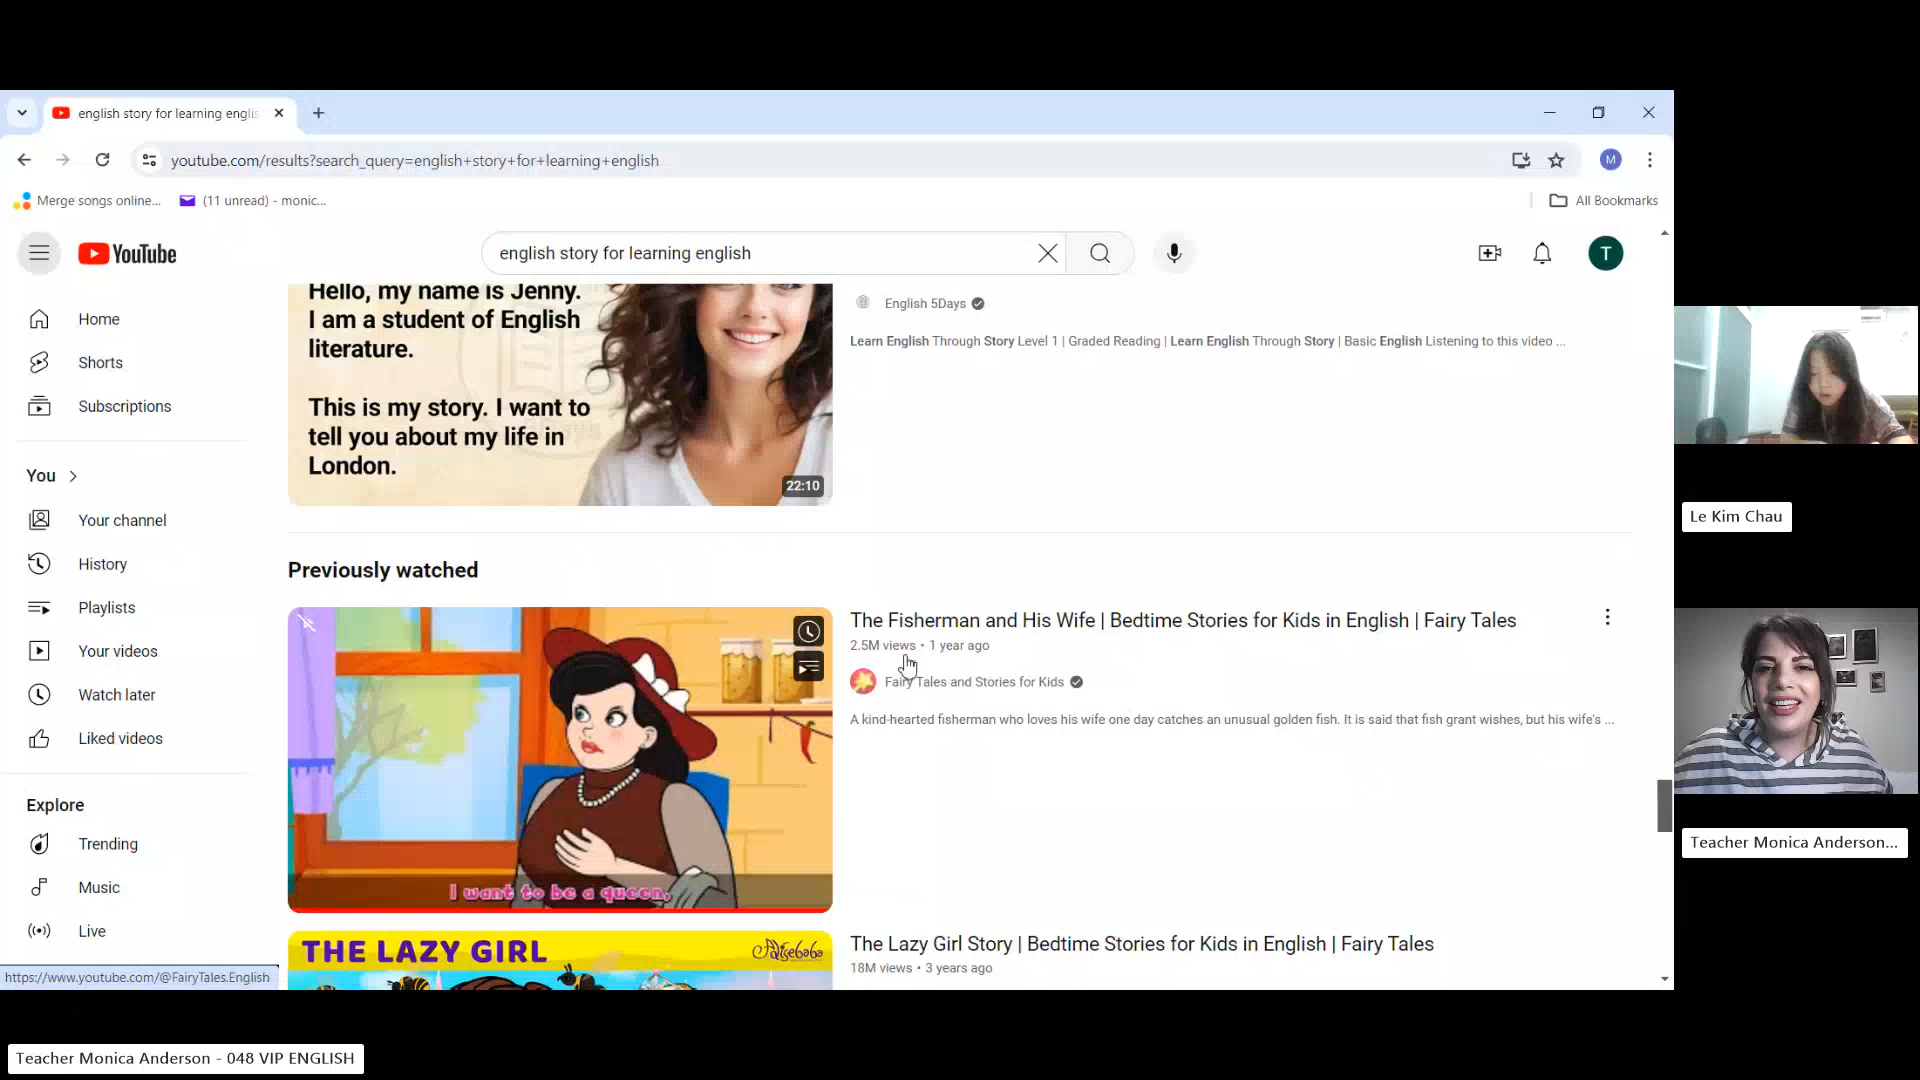 english story for learning englis
youtube.com/results?search_query=english+story+for+learning+english
M
Merge songs online...
(11 unread) - monic...
All Bookmarks
YouTube
english story for learning english
T
Home
Shorts
Subscriptions
You
Your channel
History
Playlists
Your videos
Watch later
Liked videos
Explore
Trending
Music
Live
https://www.youtube.com/@FairyTales.English
Hello, my name is Jenny.
I am a student of English
literature.
This is my story. I want to
tell you about my life in
London.
22:10
English 5Days
Learn English Through Story Level 1 | Graded Reading | Learn English Through Story | Basic English Listening to this video ...
Previously watched
I want to be a queen.
The Fisherman and His Wife | Bedtime Stories for Kids in English | Fairy Tales
2.5M views • 1 year ago
Fairy Tales and Stories for Kids
A kind-hearted fisherman who loves his wife one day catches an unusual golden fish. It is said that fish grant wishes, but his wife's ...
THE LAZY GIRL
The Lazy Girl Story | Bedtime Stories for Kids in English | Fairy Tales
18M views • 3 years ago
Le Kim Chau
Teacher Monica Anderson...
Teacher Monica Anderson - 048 VIP ENGLISH